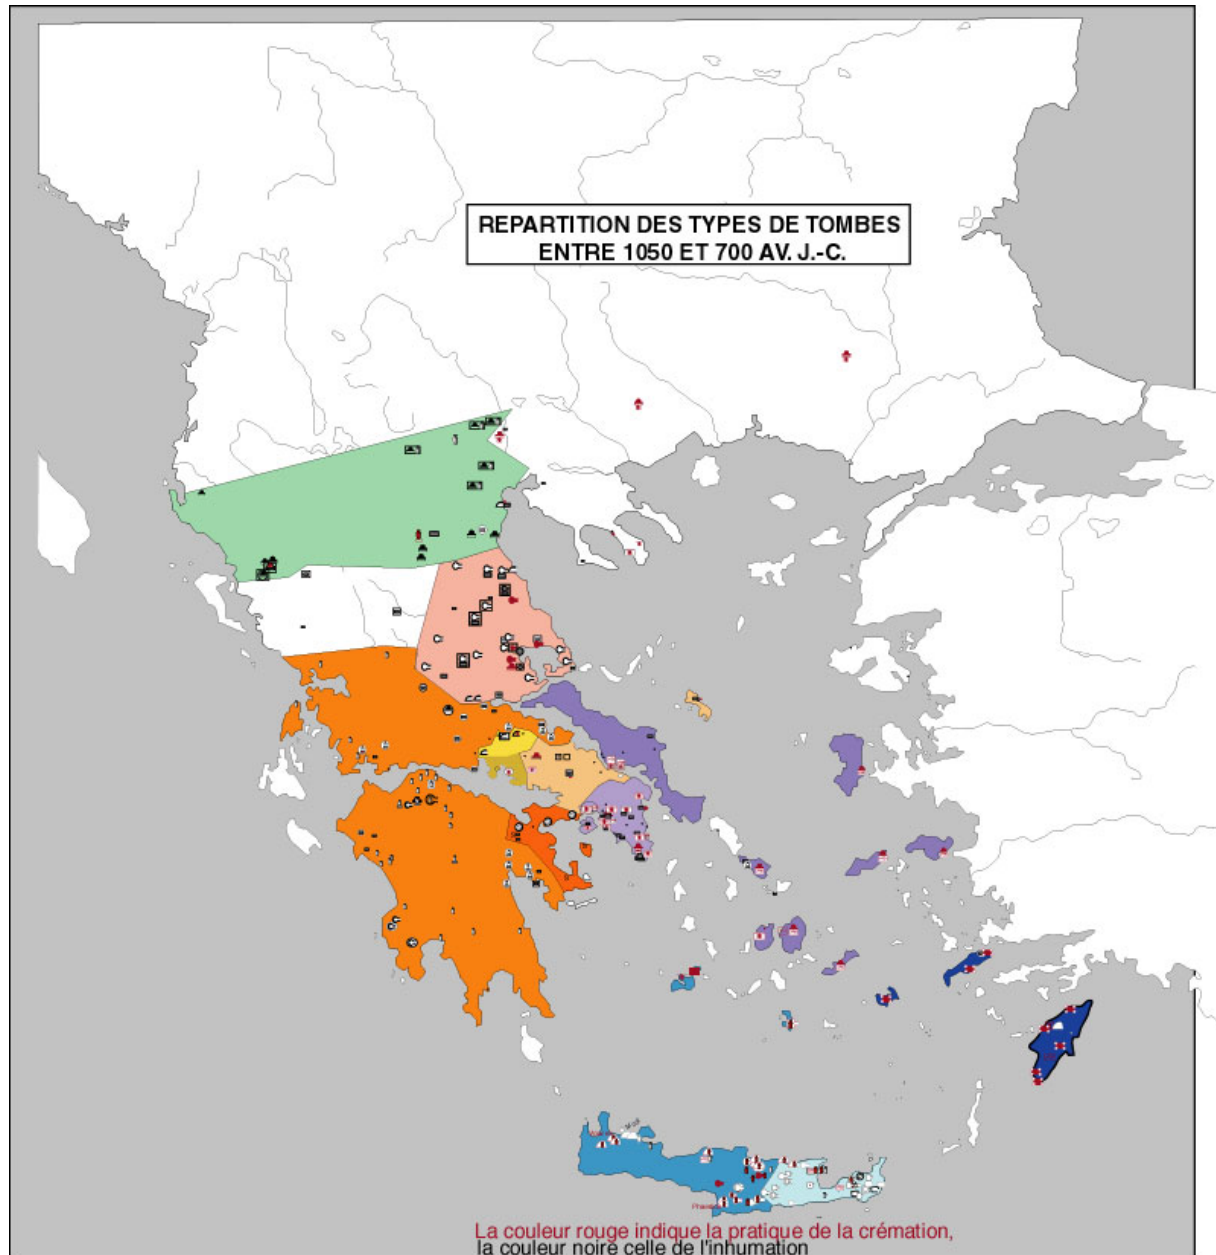 REPARTITION DES TYPES DE TOMBES
ENTRE 1050 ET 700 AV. J.-C.
La couleur rouge indique la pratique de la crémation,
la couleur noire celle de l'inhumation